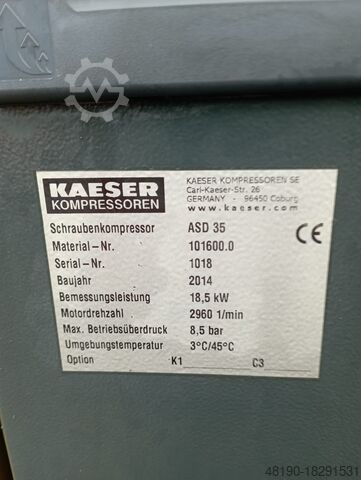 KAESER
KOMPRESSOREN
KAESER KOMPRESSOREN SE
Carl-Kaeser-Str. 26
GERMANY - 96450 Coburg
www.kaeser.com
CE
Schraubenkompressor ASD 35
Material-Nr. 101600.0
Serial-Nr. 1018
Baujahr 2014
Bemessungsleistung 18,5 kW
Motordrehzahl 2960 1/min
Max. Betriebsüberdruck 8,5 bar
Umgebungstemperatur 3°C/45°C
Option K1 C3
48190-18291531